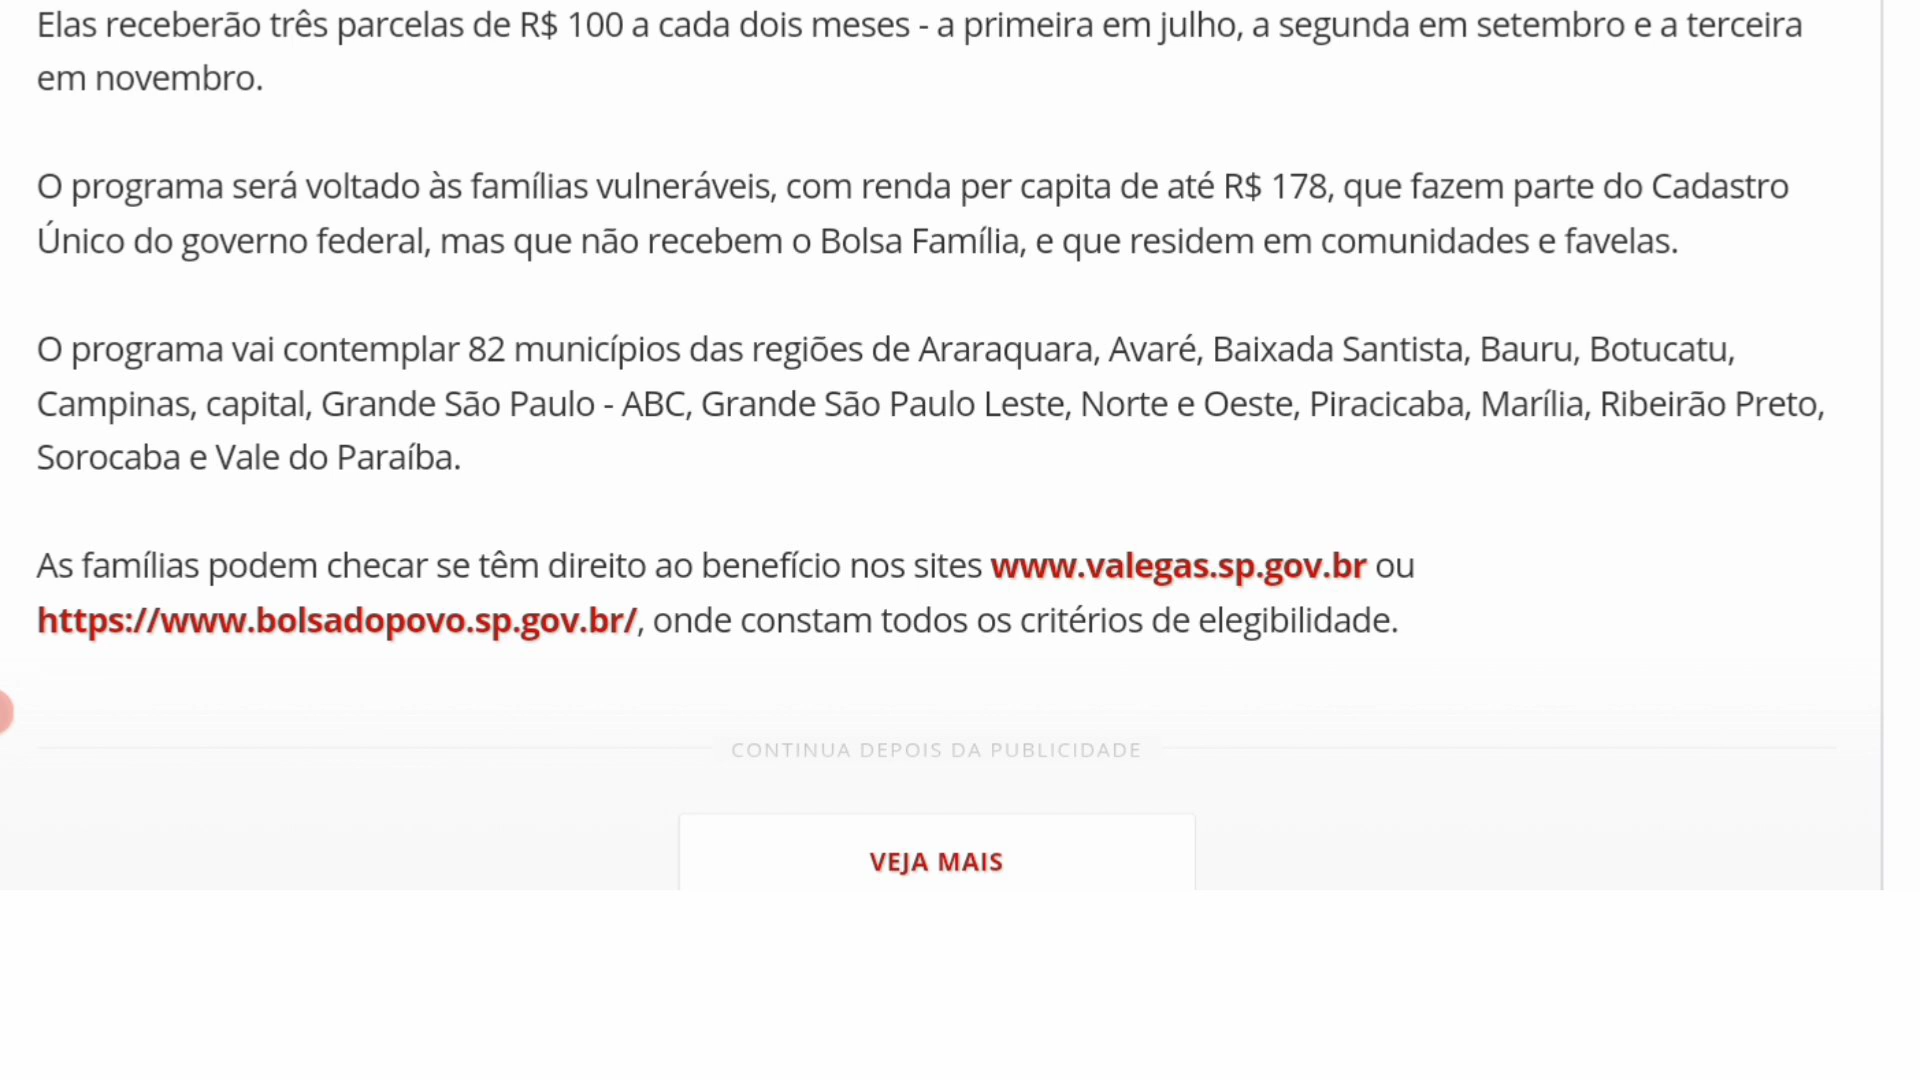 Elas receberão três parcelas de R$ 100 a cada dois meses - a primeira em julho, a segunda em setembro e a terceira
em novembro.
O programa será voltado às famílias vulneráveis, com renda per capita de até R$ 178, que fazem parte do Cadastro
Único do governo federal, mas que não recebem o Bolsa Família, e que residem em comunidades e favelas.
O programa vai contemplar 82 municípios das regiões de Araraquara, Avaré, Baixada Santista, Bauru, Botucatu,
Campinas, capital, Grande São Paulo - ABC, Grande São Paulo Leste, Norte e Oeste, Piracicaba, Marília, Ribeirão Preto,
Sorocaba e Vale do Paraíba.
As famílias podem checar se têm direito ao benefício nos sites www.valegas.sp.gov.br ou
https://www.bolsadopovo.sp.gov.br/, onde constam todos os critérios de elegibilidade.
CONTINUA DEPOIS DA PUBLICIDADE
VEJA MAIS